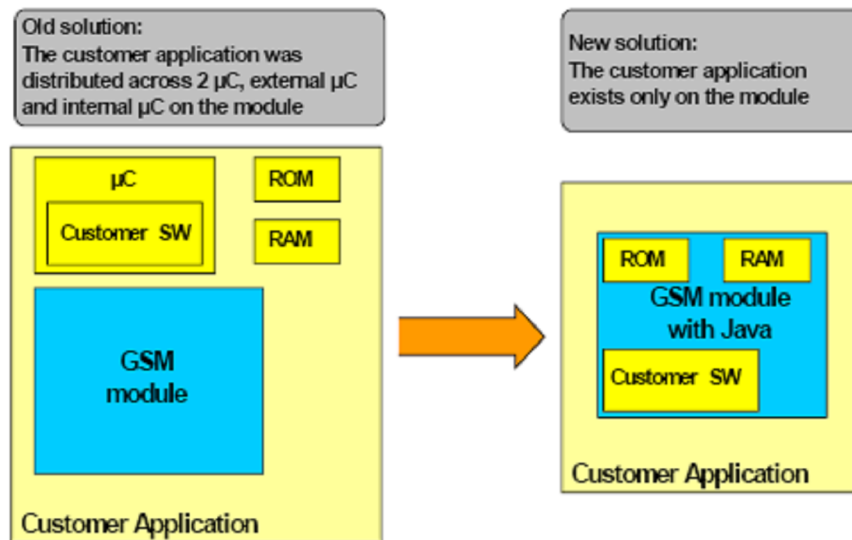 Old solution:
The customer application was
distributed across 2 µC, external µC
and internal µC on the module
New solution:
The customer application
exists only on the module
µC
Customer SW
ROM
RAM
GSM
module
Customer Application
ROM
RAM
GSM module
with Java
Customer SW
Customer Application